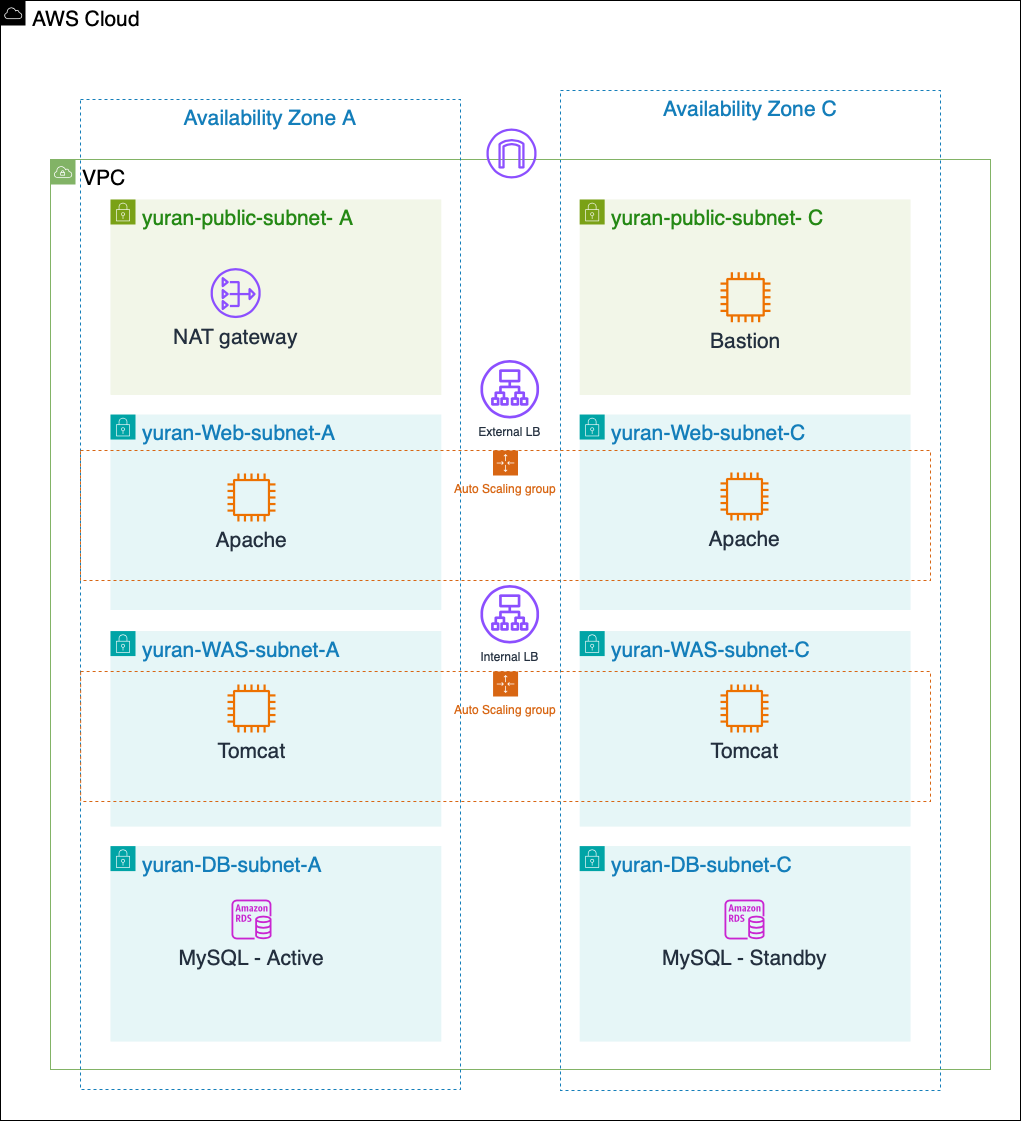 AWS Cloud
Availability Zone A
Availability Zone C
VPC
yuran-public-subnet- A
yuran-public-subnet- C
NAT gateway
Bastion
External LB
yuran-Web-subnet-A
yuran-Web-subnet-C
Auto Scaling group
Apache
Apache
Internal LB
yuran-WAS-subnet-A
yuran-WAS-subnet-C
Auto Scaling group
Tomcat
Tomcat
yuran-DB-subnet-A
yuran-DB-subnet-C
Amazon
RDS
Amazon
RDS
MySQL - Active
MySQL - Standby